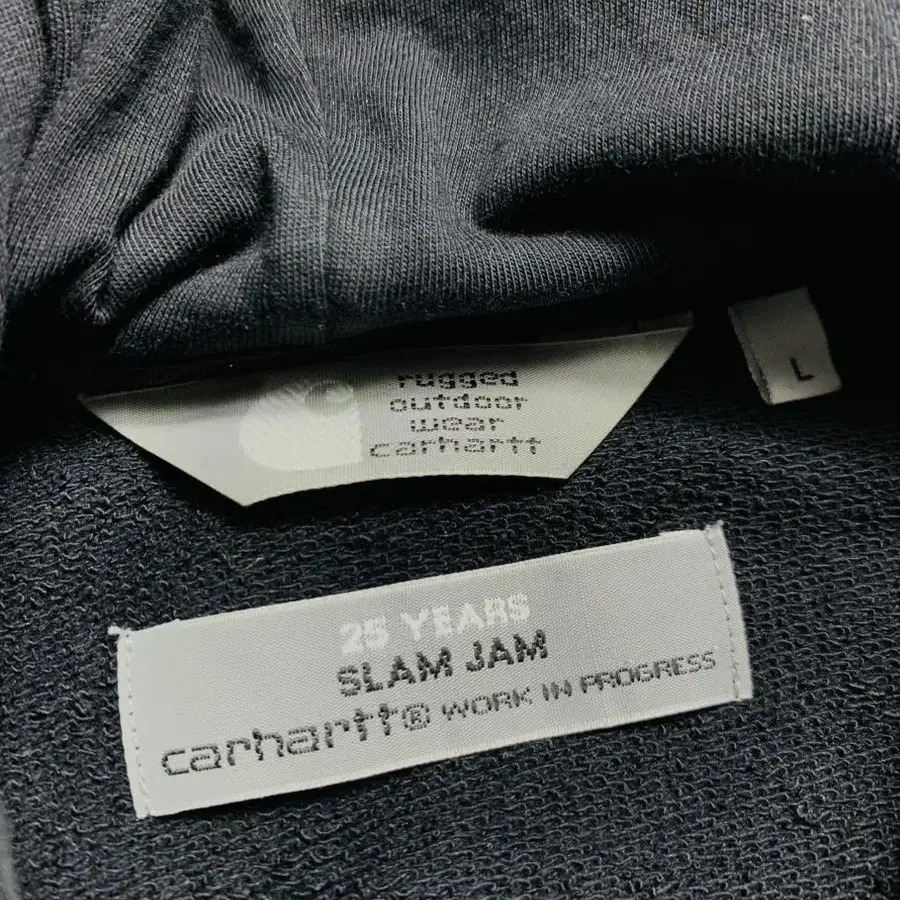 rugged
outdoor
wear
carhartt
L
25 YEARS
SLAM JAM
carhartt® WORK IN PROGRESS